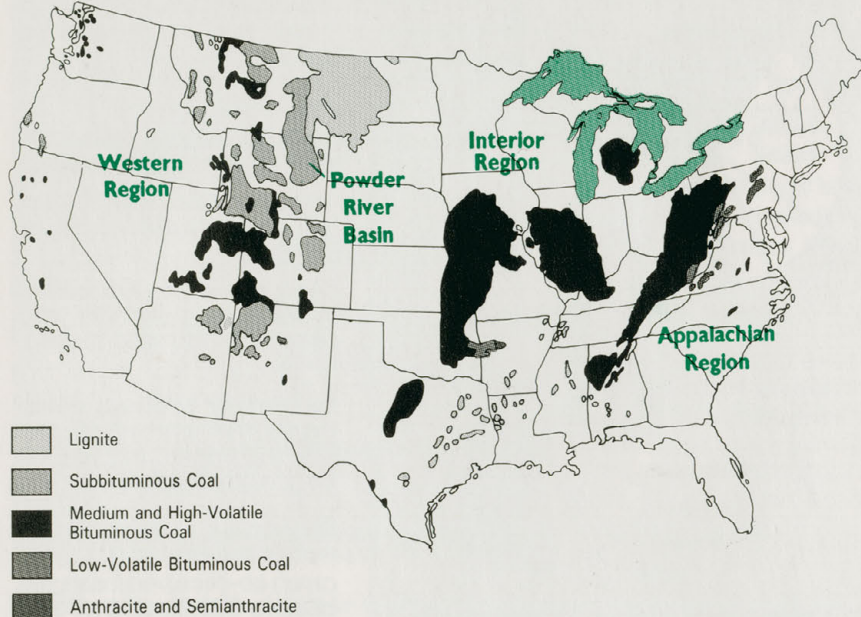 Western
Region
Powder
River
Basin
Interior
Region
Appalachian
Region
Lignite
Subbituminous Coal
Medium and High-Volatile
Bituminous Coal
Low-Volatile Bituminous Coal
Anthracite and Semianthracite